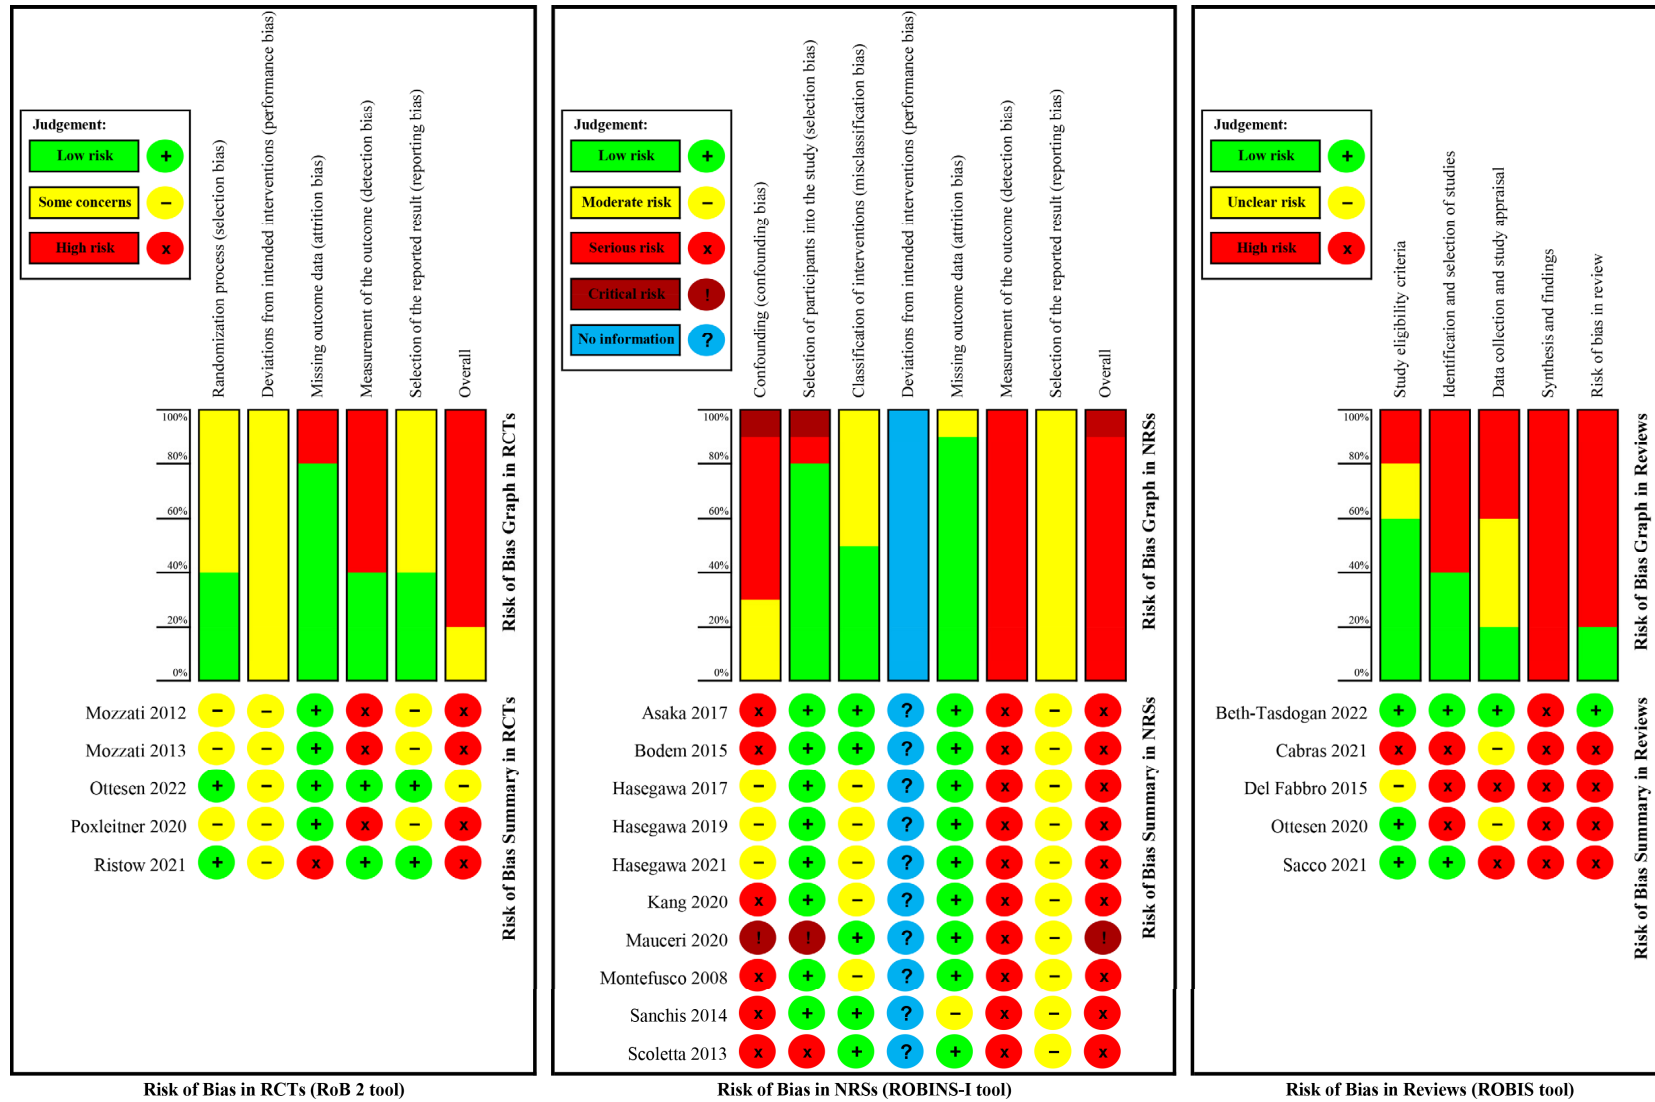 Judgement:
Low risk +
Some concerns −
High risk x
Randomization process (selection bias)
Deviations from intended interventions (performance bias)
Missing outcome data (attrition bias)
Measurement of the outcome (detection bias)
Selection of the reported result (reporting bias)
Overall
100%
80%
60%
40%
20%
0%
Risk of Bias Graph in RCTs
Mozzati 2012 − − + x − x
Mozzati 2013 − − + x − x
Ottesen 2022 + − + + + −
Poxleitner 2020 − − + x − x
Ristow 2021 + − x + + x
Risk of Bias Summary in RCTs
Risk of Bias in RCTs (RoB 2 tool)
Judgement:
Low risk +
Moderate risk −
Serious risk x
Critical risk !
No information ?
Confounding (confounding bias)
Selection of participants into the study (selection bias)
Classification of interventions (misclassification bias)
Deviations from intended interventions (performance bias)
Missing outcome data (attrition bias)
Measurement of the outcome (detection bias)
Selection of the reported result (reporting bias)
Overall
100%
80%
60%
40%
20%
0%
Risk of Bias Graph in NRSs
Asaka 2017 x + + ? + x − x
Bodem 2015 x + + ? + x − x
Hasegawa 2017 − + − ? + x − x
Hasegawa 2019 − + − ? + x − x
Hasegawa 2021 − + − ? + x − x
Kang 2020 x + − ? + x − x
Mauceri 2020 ! ! + ? + x − !
Montefusco 2008 x + − ? + x − x
Sanchis 2014 x + + ? − x − x
Scoletta 2013 x x + ? + x − x
Risk of Bias Summary in NRSs
Risk of Bias in NRSs (ROBINS-I tool)
Judgement:
Low risk +
Unclear risk −
High risk x
Study eligibility criteria
Identification and selection of studies
Data collection and study appraisal
Synthesis and findings
Risk of bias in review
100%
80%
60%
40%
20%
0%
Risk of Bias Graph in Reviews
Beth-Tasdogan 2022 + + + x +
Cabras 2021 x x − x x
Del Fabbro 2015 − x x x x
Ottesen 2020 + x − x x
Sacco 2021 + + x x x
Risk of Bias Summary in Reviews
Risk of Bias in Reviews (ROBIS tool)